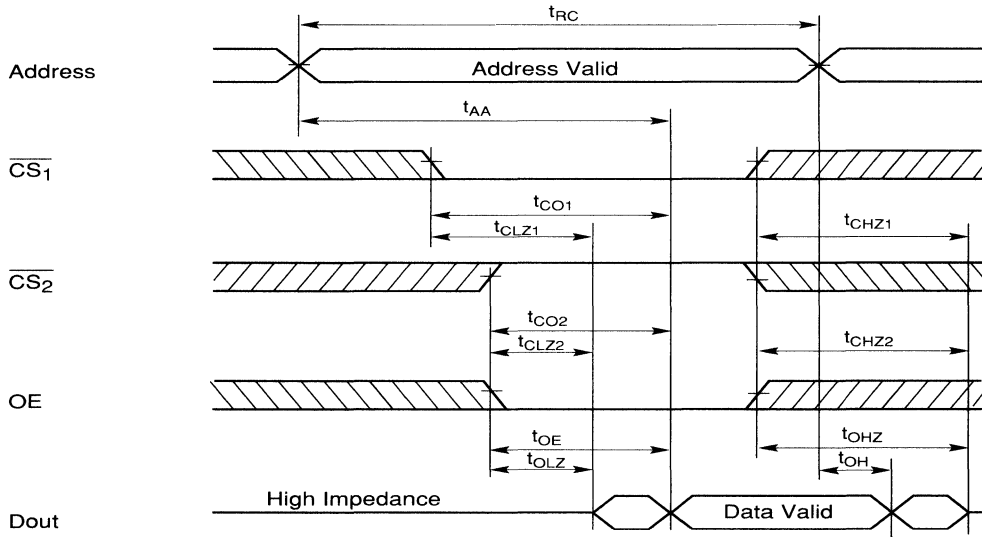 tRC
Address
Address Valid
tAA
CS1
tCO1
tCLZ1
tCHZ1
CS2
tCO2
tCLZ2
tCHZ2
OE
tOE
tOHZ
tOLZ
tOH
High Impedance
Dout
Data Valid